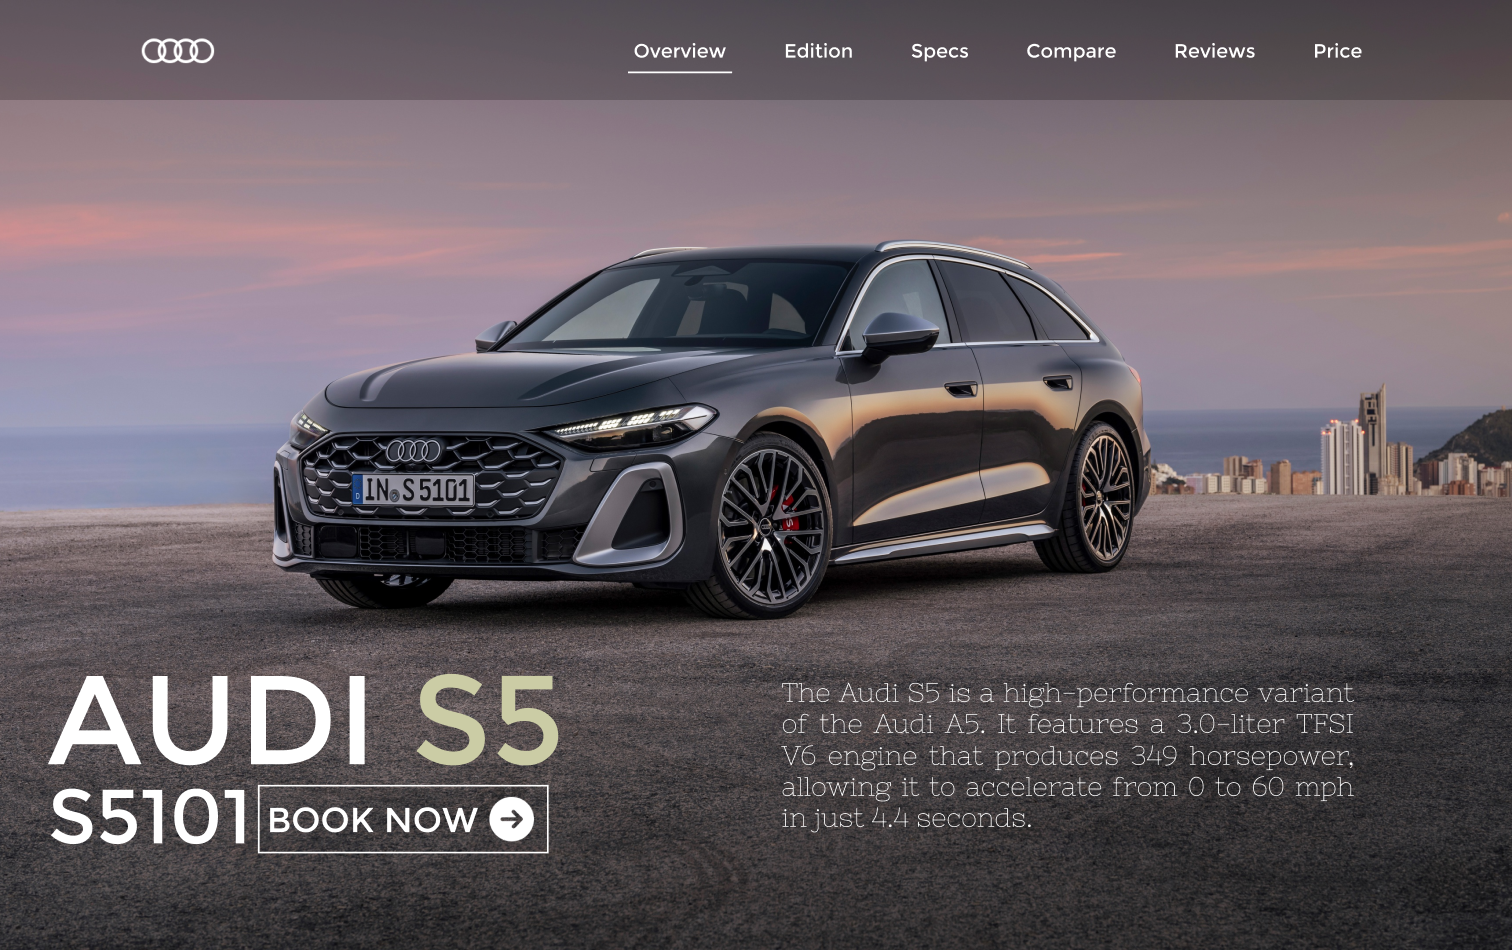 Overview Edition Specs Compare Reviews Price
IN S 5101
D
S
AUDI S5
S5101 BOOK NOW
The Audi S5 is a high-performance variant
of the Audi A5. It features a 3.0-liter TFSI
V6 engine that produces 349 horsepower,
allowing it to accelerate from 0 to 60 mph
in just 4.4 seconds.